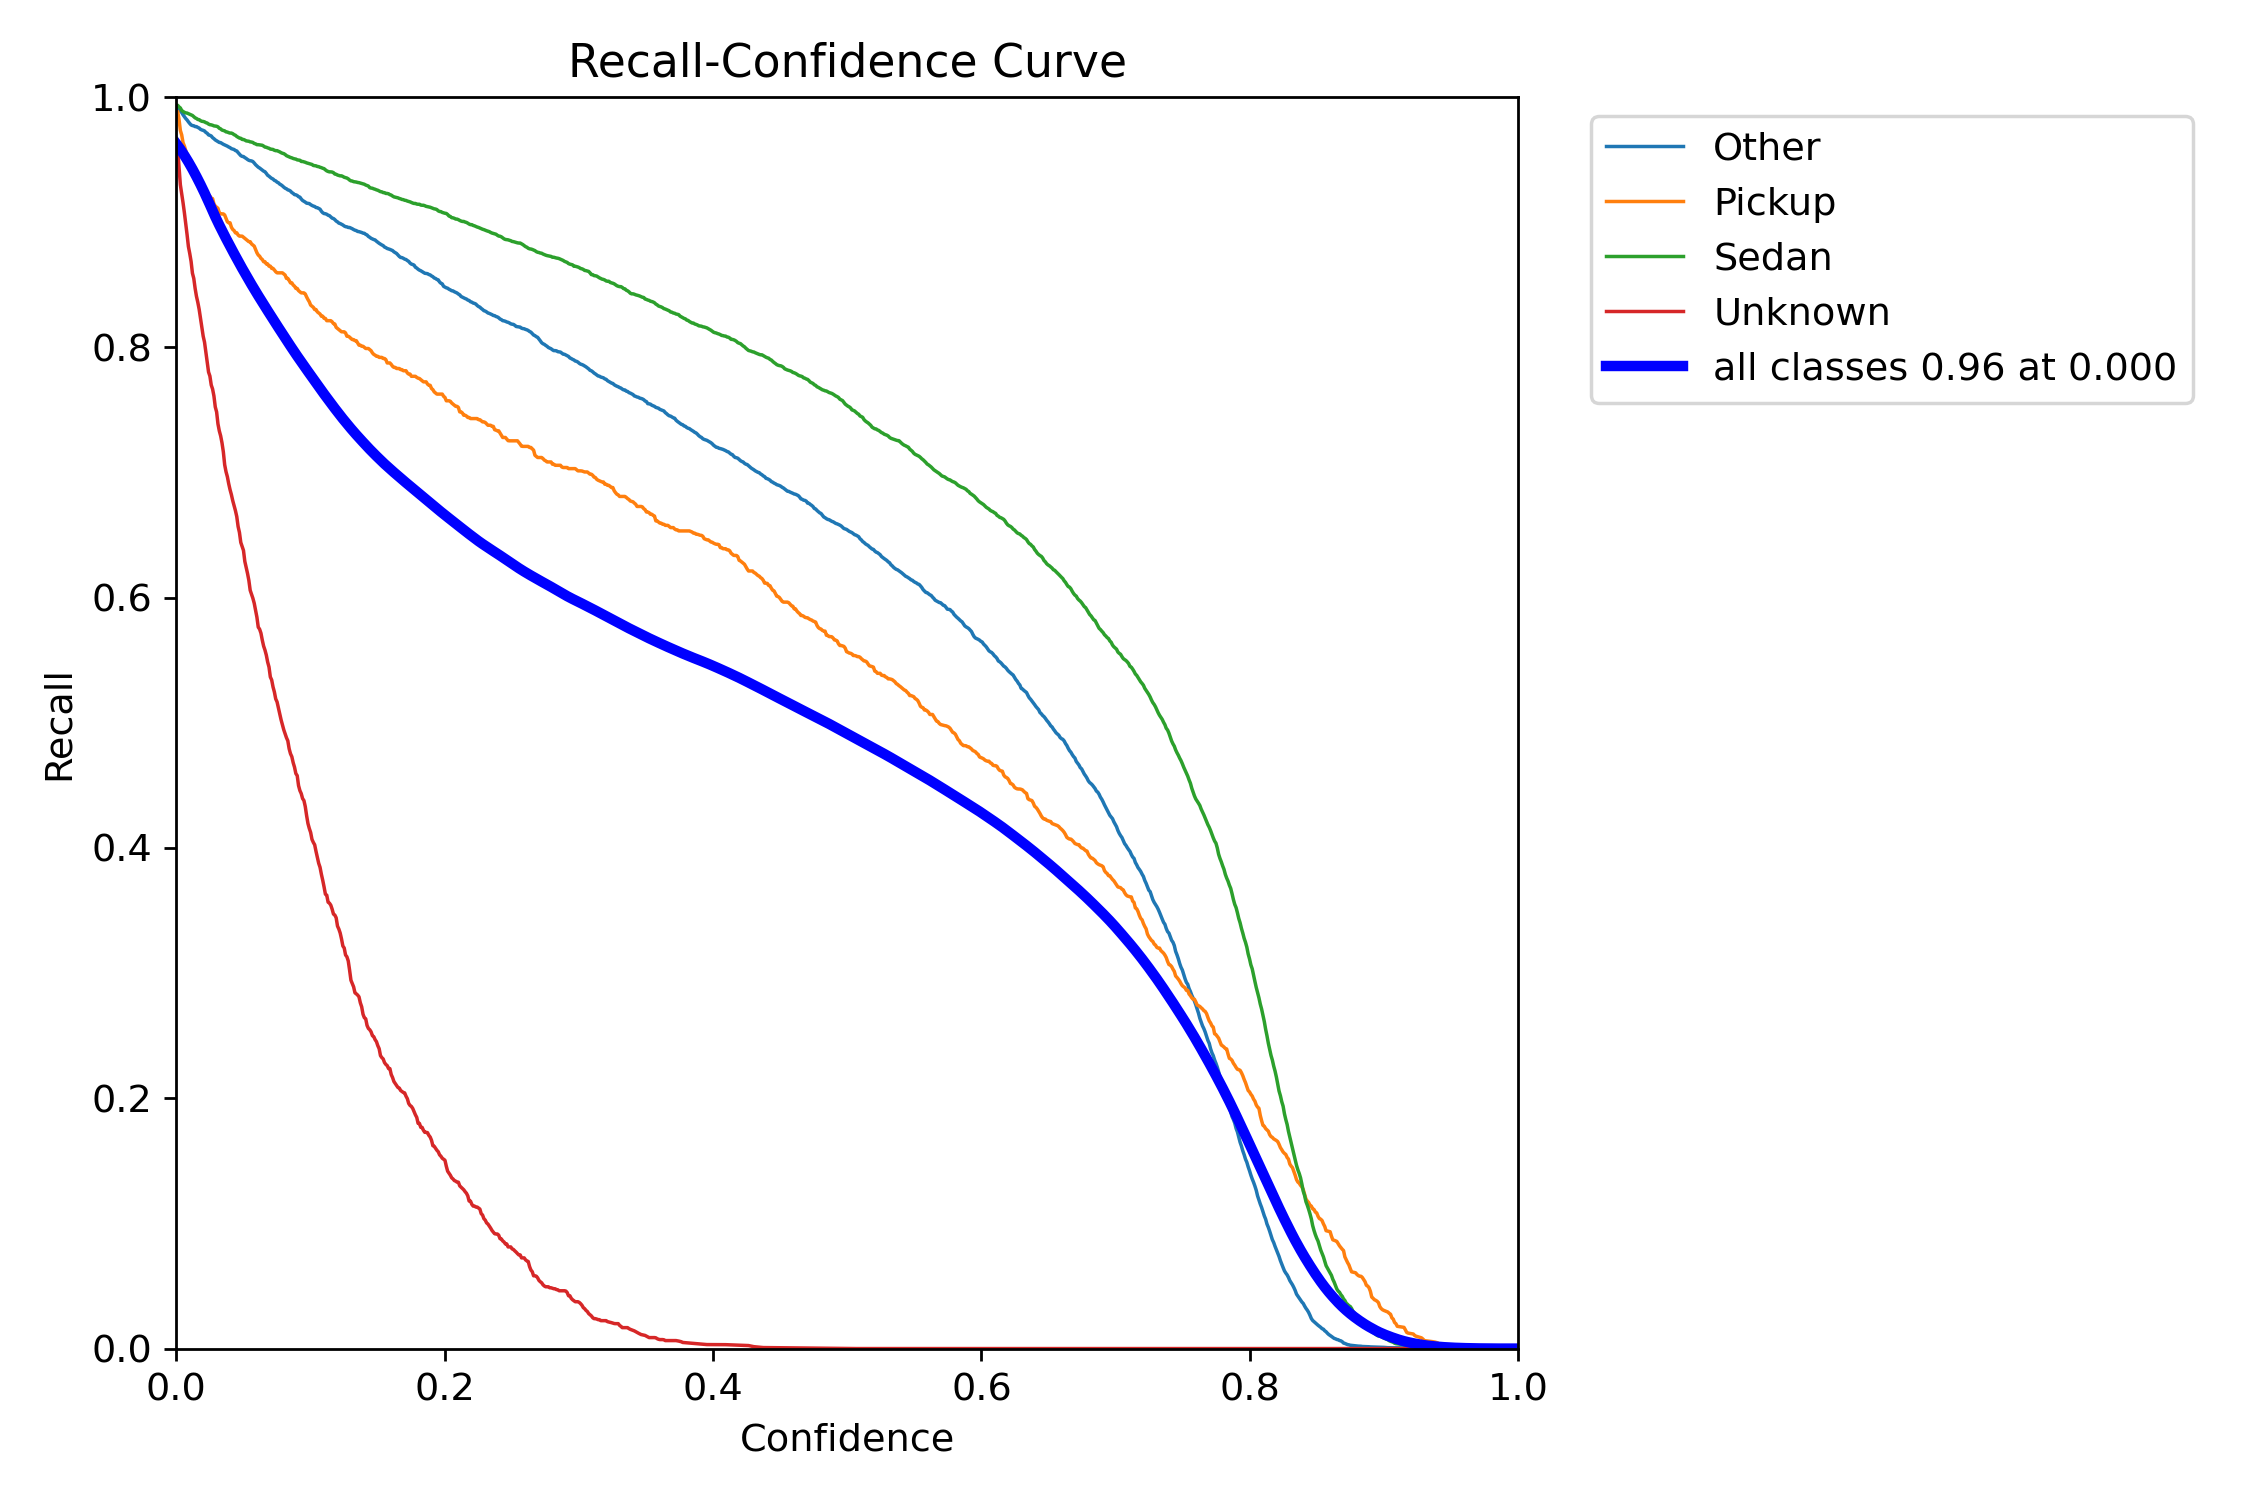 Recall-Confidence Curve
1.0
0.8
0.6
0.4
0.2
0.0
Recall
0.0 0.2 0.4 0.6 0.8 1.0
Confidence
Other
Pickup
Sedan
Unknown
all classes 0.96 at 0.000